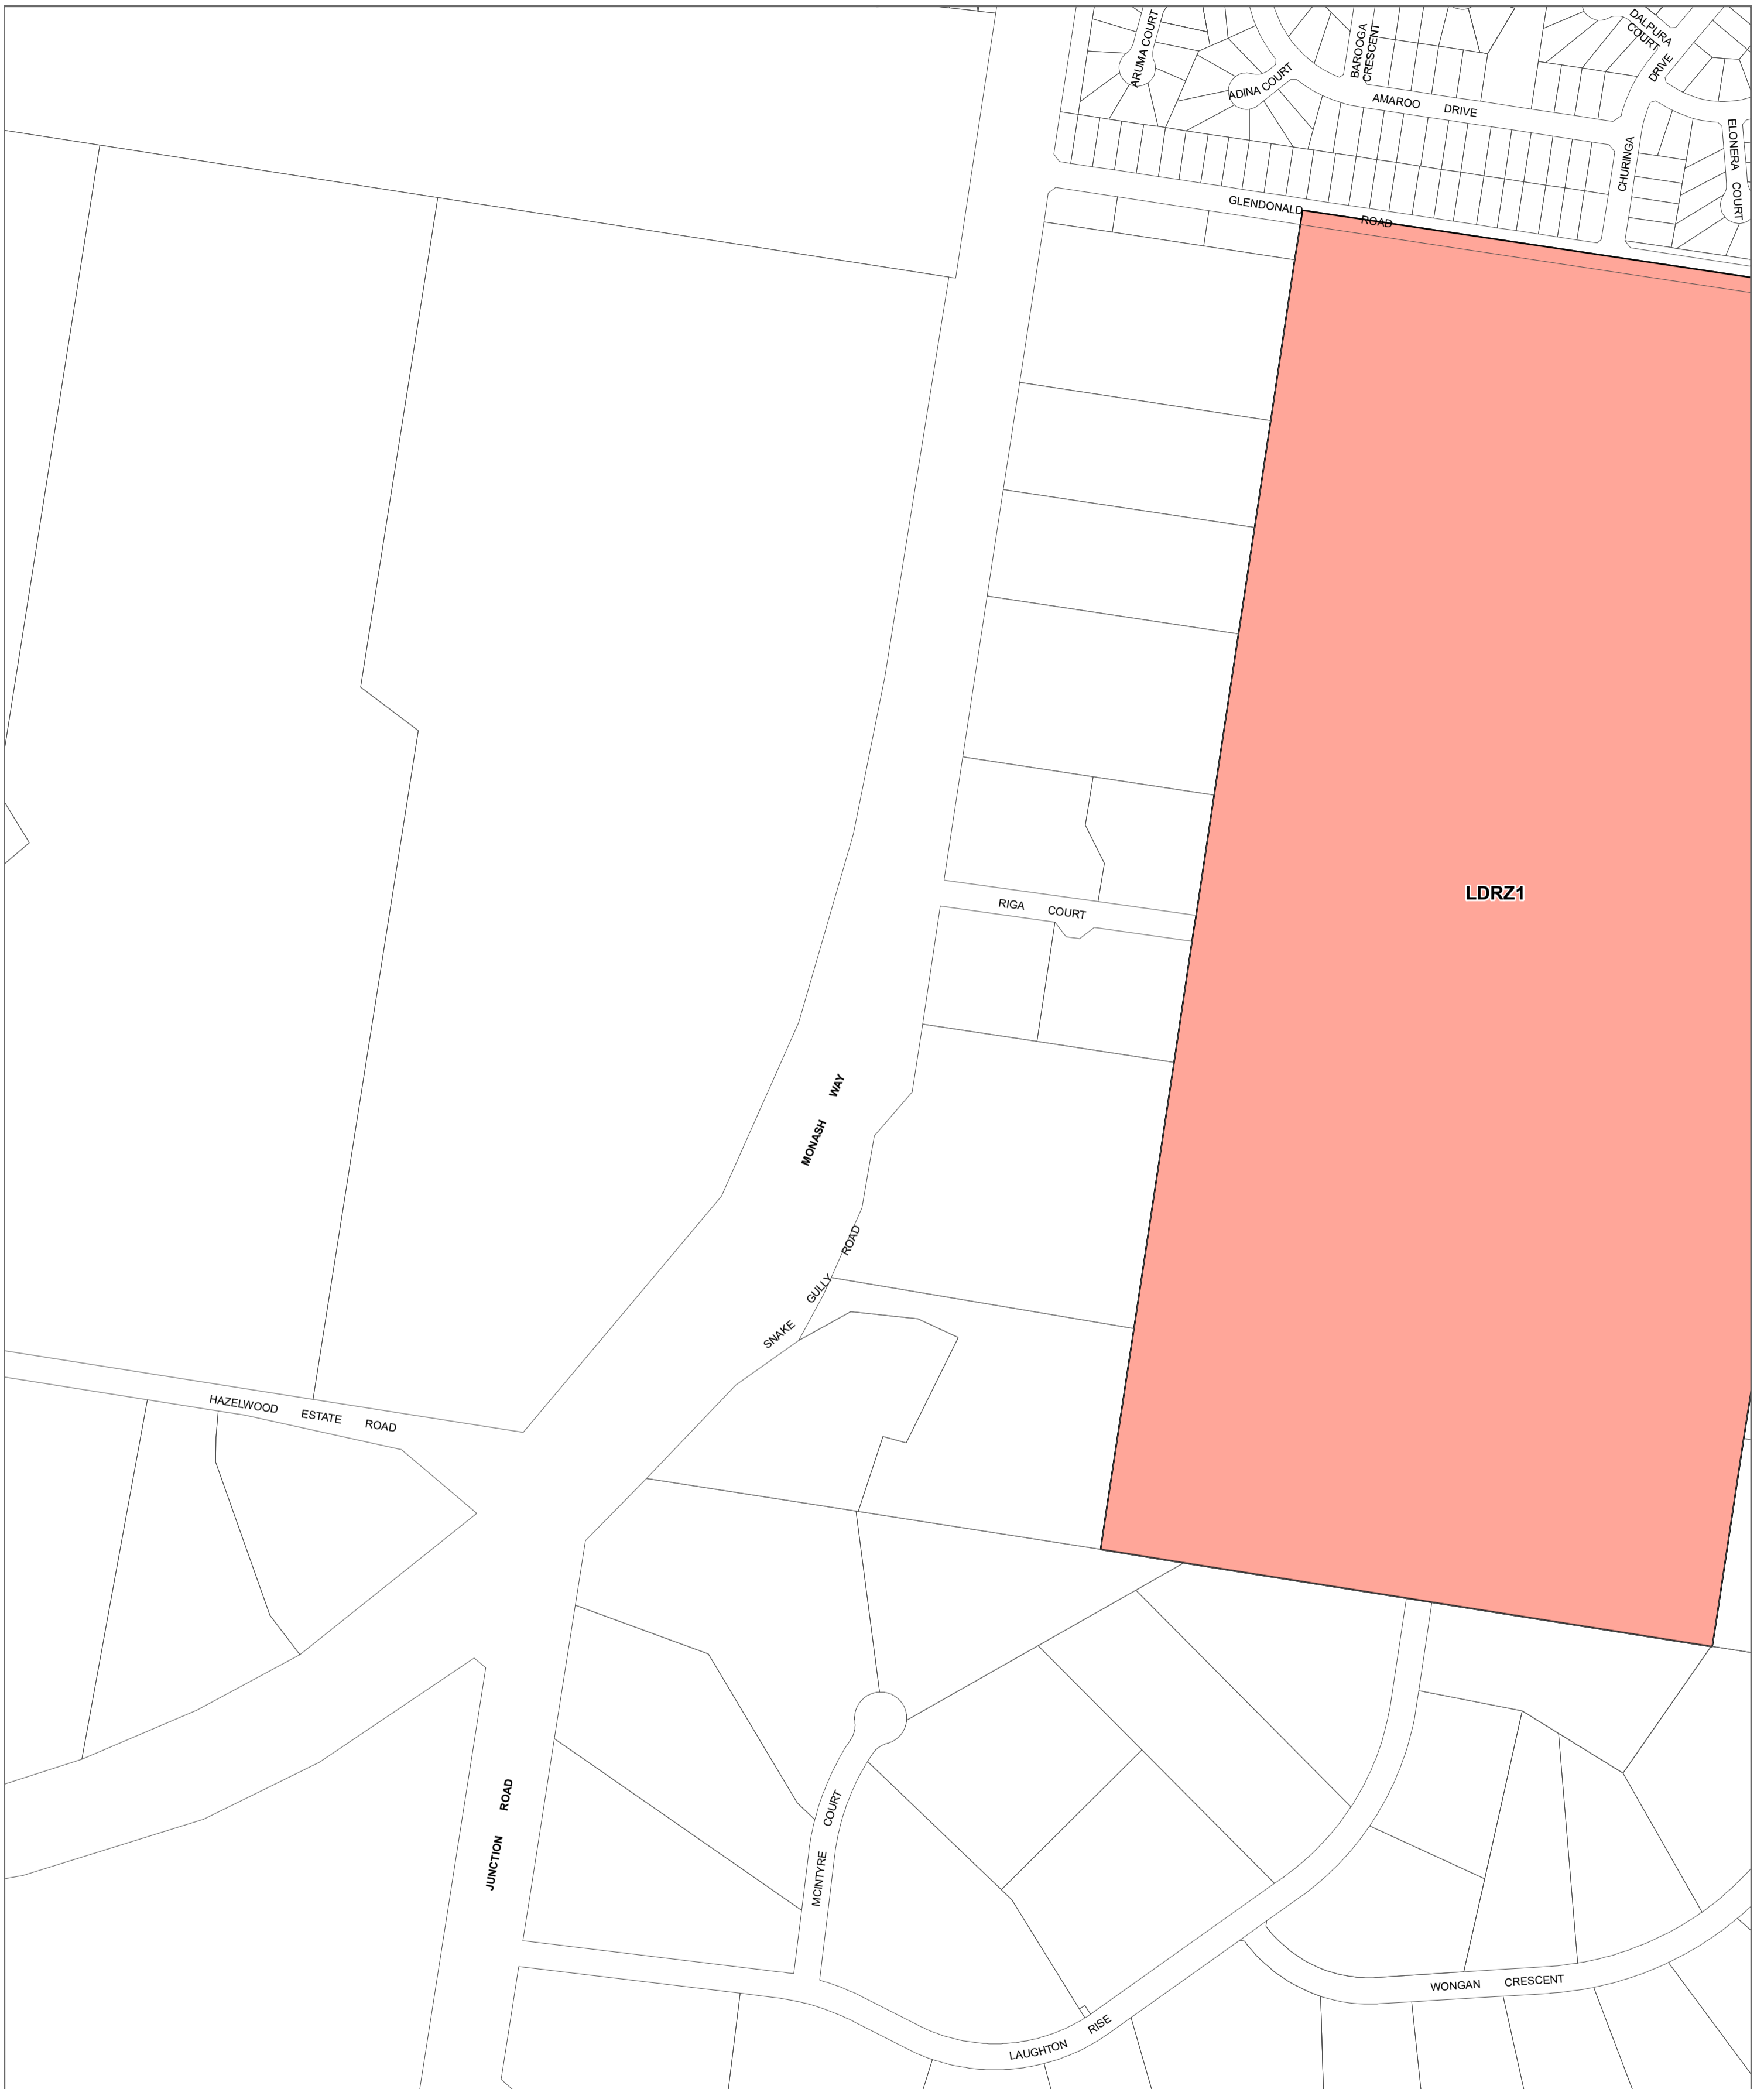 ARUMA COURT
ADINA COURT
BAROOGA
CRESCENT
DALPURA
COURT
DRIVE
AMAROO DRIVE
CHURINGA
ELONERA COURT
GLENDONALD ROAD
LDRZ1
RIGA COURT
MONASH WAY
SNAKE GULLY ROAD
HAZELWOOD ESTATE ROAD
JUNCTION ROAD
MCINTYRE COURT
WONGAN CRESCENT
LAUGHTON RISE